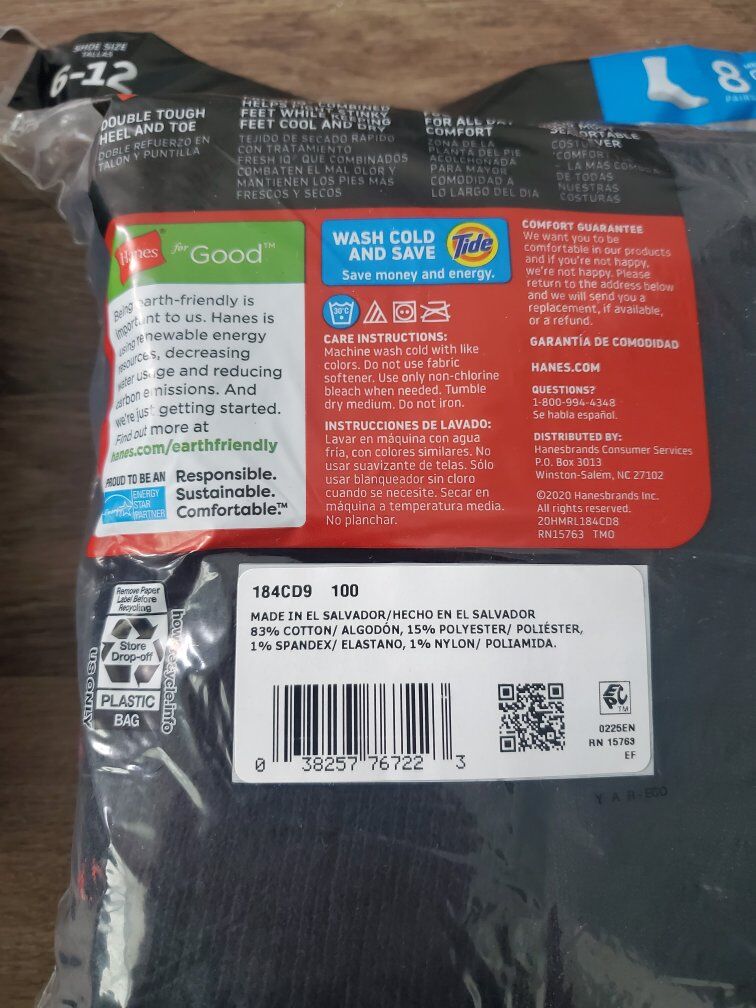 SHOE SIZE
TALLAS
6-12
8
PAIRS
DOUBLE TOUGH
HEEL AND TOE
DOBLE REFUERZO EN
TALON Y PUNTILLA
FEET WHILE
FEET COOL AND DRY
TEJIDO DE SECADO RÁPIDO
CON TRATAMIENTO
FRESH IQ® QUE COMBINADOS
COMBATEN EL MAL OLOR Y
MANTIENEN LOS PIES MÁS
FRESCOS Y SECOS
FOR ALL DAY
COMFORT
ZONA DE LA
PLANTA DEL PIE
ACOLCHONADA
PARA MAYOR
COMODIDAD A
LO LARGO DEL DIA
LA MÁS
DE TODAS
NUESTRAS
COSTURAS
Hanes for Good™
Being earth-friendly is
important to us. Hanes is
using renewable energy
resources, decreasing
water usage and reducing
carbon emissions. And
we're just getting started.
Find out more at
hanes.com/earthfriendly
PROUD TO BE AN
ENERGY
STAR
PARTNER
Responsible.
Sustainable.
Comfortable.™
WASH COLD
AND SAVE
Tide
Save money and energy.
30°C
CARE INSTRUCTIONS:
Machine wash cold with like
colors. Do not use fabric
softener. Use only non-chlorine
bleach when needed. Tumble
dry medium. Do not iron.
INSTRUCCIONES DE LAVADO:
Lavar en máquina con agua
fría, con colores similares. No
usar suavizante de telas. Sólo
usar blanqueador sin cloro
cuando se necesite. Secar en
máquina a temperatura media.
No planchar.
COMFORT GUARANTEE
We want you to be
comfortable in our products
and if you're not happy,
we're not happy. Please
return to the address below
and we will send you a
replacement, if available,
or a refund.
GARANTÍA DE COMODIDAD
HANES.COM
QUESTIONS?
1-800-994-4348
Se habla español.
DISTRIBUTED BY:
Hanesbrands Consumer Services
P.O. Box 3013
Winston-Salem, NC 27102
©2020 Hanesbrands Inc.
All rights reserved.
20HMRL184CD8
RN15763 TMO
Remove Paper
Label Before
Recycling
Store
Drop-off
PLASTIC
BAG
US ONLY
how2recycle.info
184CD9 100
MADE IN EL SALVADOR/HECHO EN EL SALVADOR
83% COTTON/ ALGODÓN, 15% POLYESTER/ POLIÉSTER,
1% SPANDEX/ ELASTANO, 1% NYLON/ POLIAMIDA.
0 38257 76722 3
EPC
TM
0225EN
RN 15763
EF
Y A R-EGO